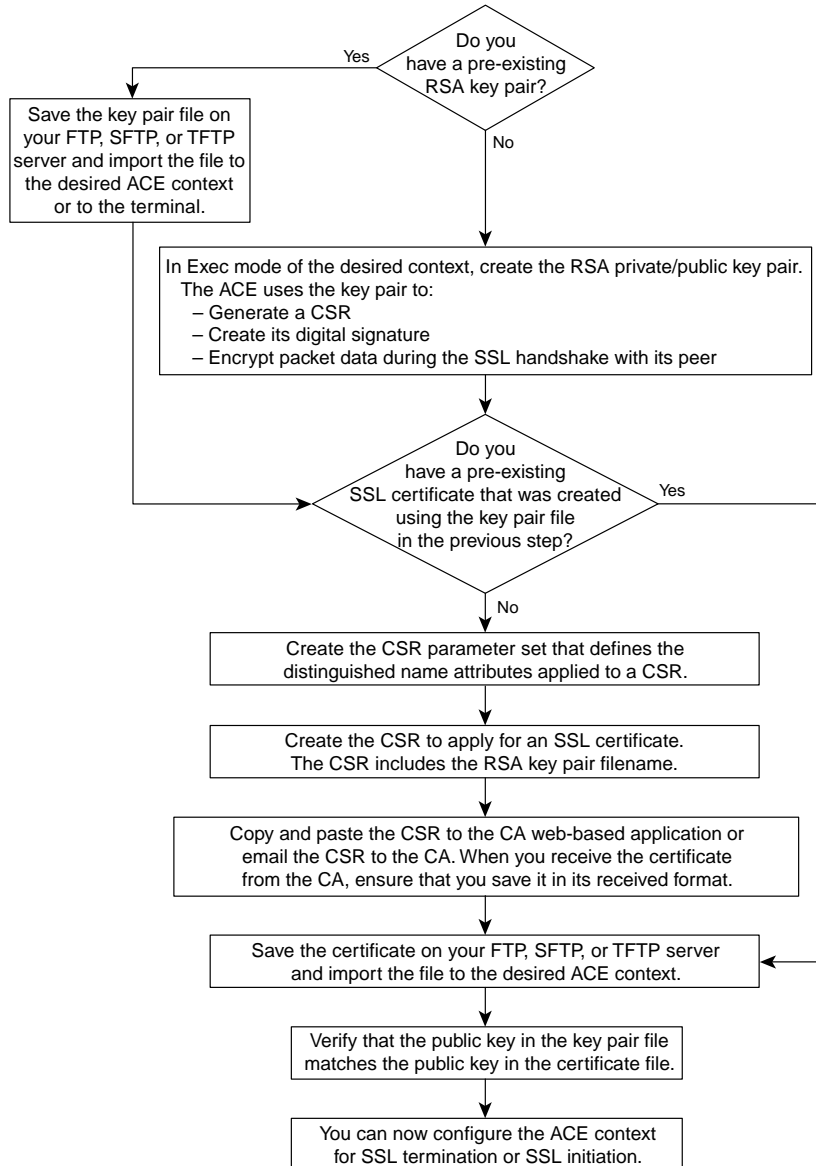 Do you
have a pre-existing
RSA key pair?
Yes
Save the key pair file on
your FTP, SFTP, or TFTP
server and import the file to
the desired ACE context
or to the terminal.
No
In Exec mode of the desired context, create the RSA private/public key pair.
The ACE uses the key pair to:
– Generate a CSR
– Create its digital signature
– Encrypt packet data during the SSL handshake with its peer
Do you
have a pre-existing
SSL certificate that was created
using the key pair file
in the previous step?
Yes
No
Create the CSR parameter set that defines the
distinguished name attributes applied to a CSR.
Create the CSR to apply for an SSL certificate.
The CSR includes the RSA key pair filename.
Copy and paste the CSR to the CA web-based application or
email the CSR to the CA. When you receive the certificate
from the CA, ensure that you save it in its received format.
Save the certificate on your FTP, SFTP, or TFTP server
and import the file to the desired ACE context.
Verify that the public key in the key pair file
matches the public key in the certificate file.
You can now configure the ACE context
for SSL termination or SSL initiation.